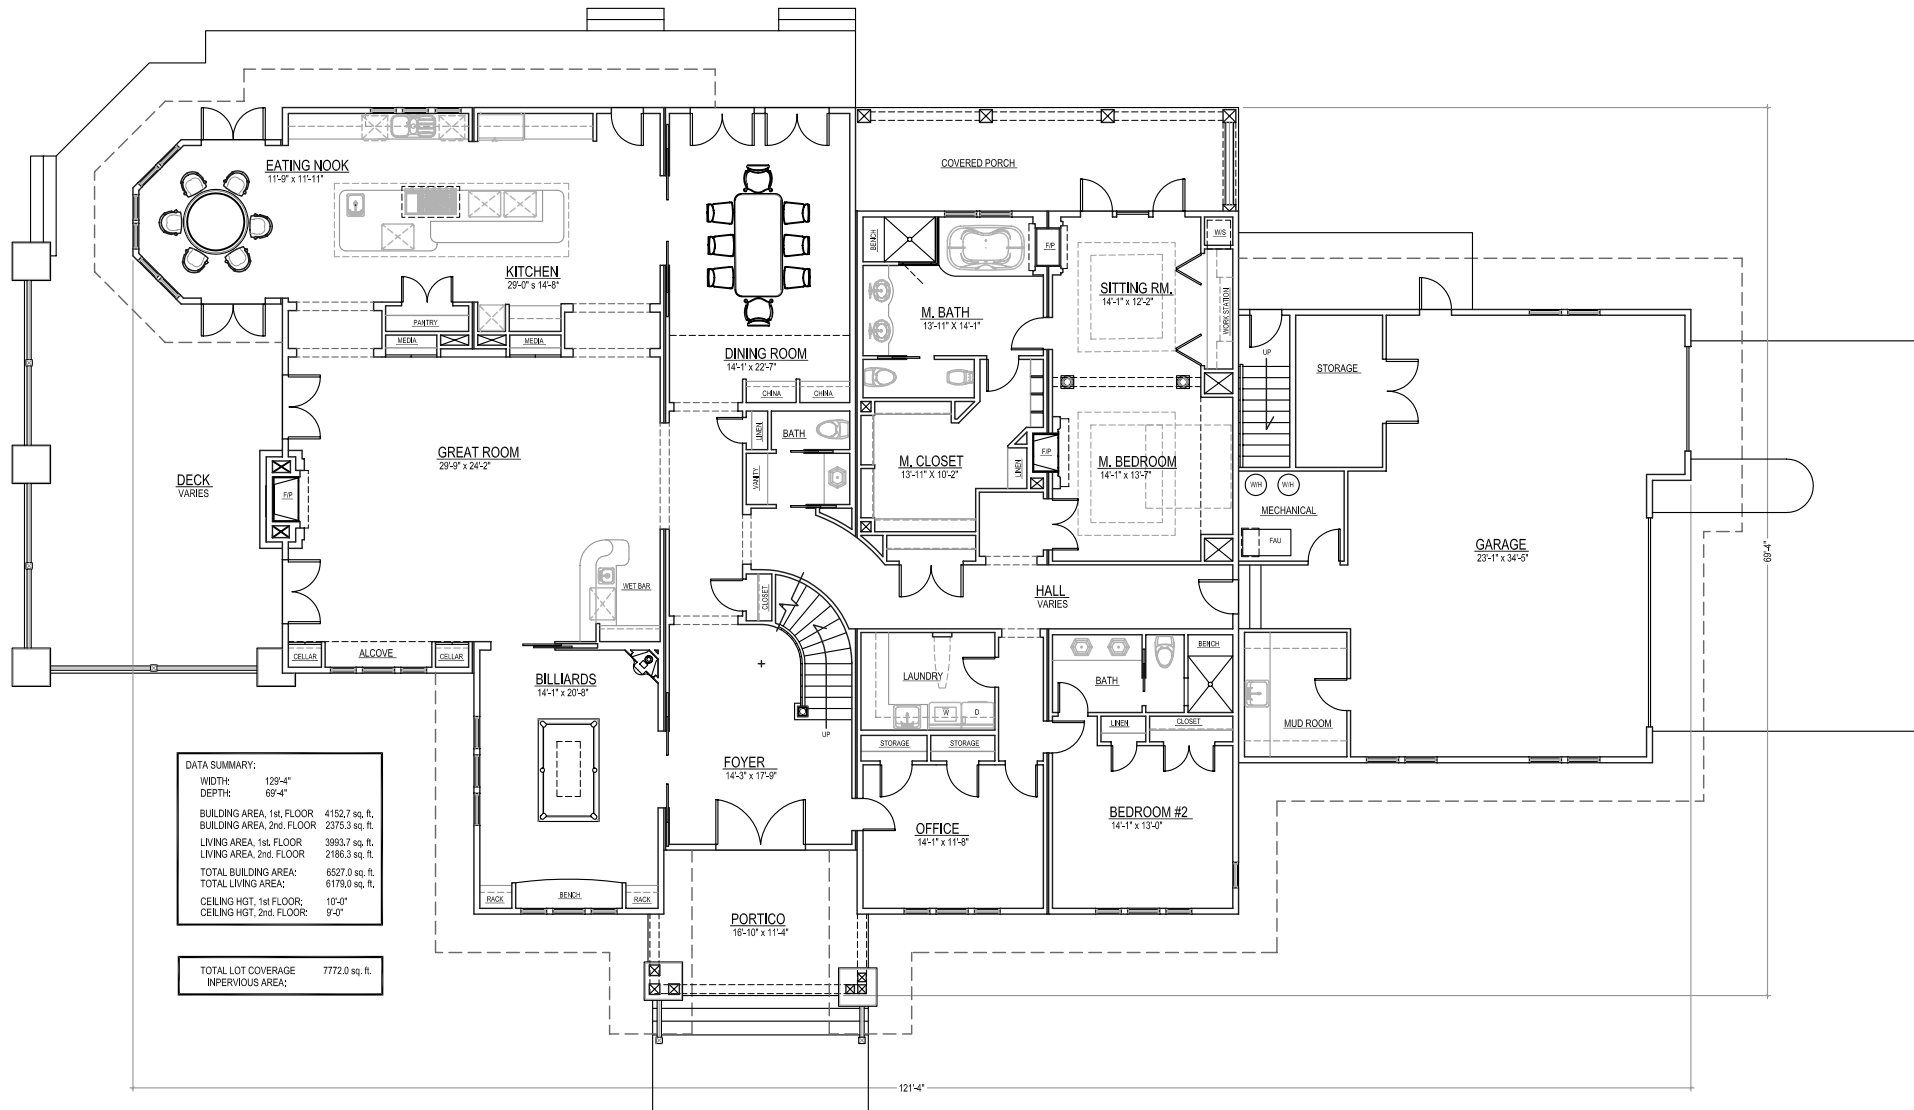 COVERED PORCH
EATING NOOK
11'-9" x 11'-11"
BENCH
F/P
W/S
KITCHEN
29'-0" s 14'-8"
SITTING RM.
14'-1" x 12'-2"
WORK STATION
M. BATH
13'-11" X 14'-1"
PANTRY
MEDIA
MEDIA
DINING ROOM
14'-1' x 22'-7"
UP
STORAGE
CHINA
CHINA
LINEN
BATH
GREAT ROOM
29'-9" x 24'-2"
F/P
M. CLOSET
13'-11" X 10'-2"
LINEN
M. BEDROOM
14'-1" x 13'-7"
DECK
VARIES
F/P
VANITY
W/H
W/H
MECHANICAL
FAU
GARAGE
23'-1" x 34'-5"
69'-4"
WET BAR
CLOSET
HALL
VARIES
CELLAR
ALCOVE
CELLAR
BENCH
BILLIARDS
14'-1" x 20'-8"
LAUNDRY
BATH
W
D
UP
LINEN
CLOSET
MUD ROOM
STORAGE
STORAGE
FOYER
14'-3" x 17'-9"
DATA SUMMARY:
WIDTH: 129'-4"
DEPTH: 69'-4"
BUILDING AREA, 1st. FLOOR 4152.7 sq. ft.
BUILDING AREA, 2nd. FLOOR 2375.3 sq. ft.
LIVING AREA, 1st. FLOOR 3993.7 sq. ft.
LIVING AREA, 2nd. FLOOR 2186.3 sq. ft.
TOTAL BUILDING AREA: 6527.0 sq. ft.
TOTAL LIVING AREA: 6179.0 sq. ft.
CEILING HGT, 1st FLOOR: 10'-0"
CEILING HGT, 2nd. FLOOR: 9'-0"
OFFICE
14'-1" x 11'-8"
BEDROOM #2
14'-1" x 13'-0"
RACK
BENCH
RACK
PORTICO
16'-10" x 11'-4"
TOTAL LOT COVERAGE 7772.0 sq. ft.
INPERVIOUS AREA:
121'-4"